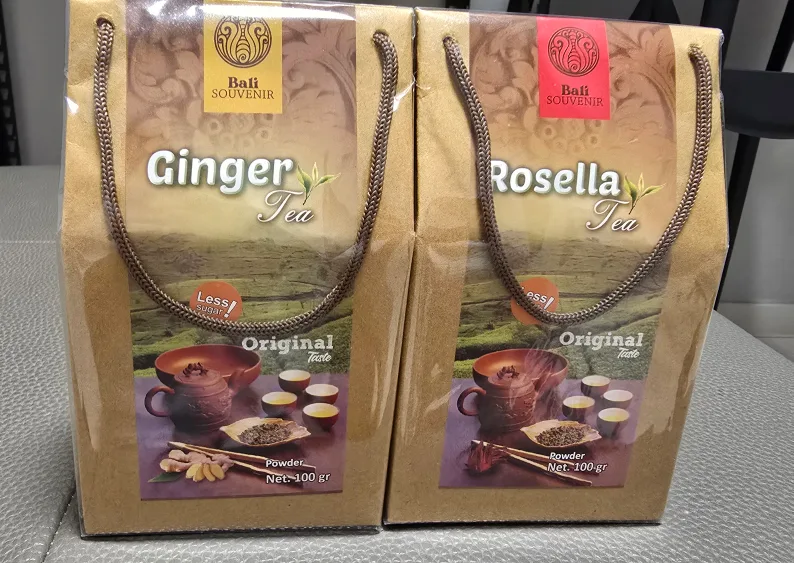 Bali
SOUVENIR
Ginger
Tea
Less
sugar!
Original
Taste
Powder
Net. 100 gr
Bali
SOUVENIR
Rosella
Tea
ess!
Original
Taste
Powder
Net. 100 gr